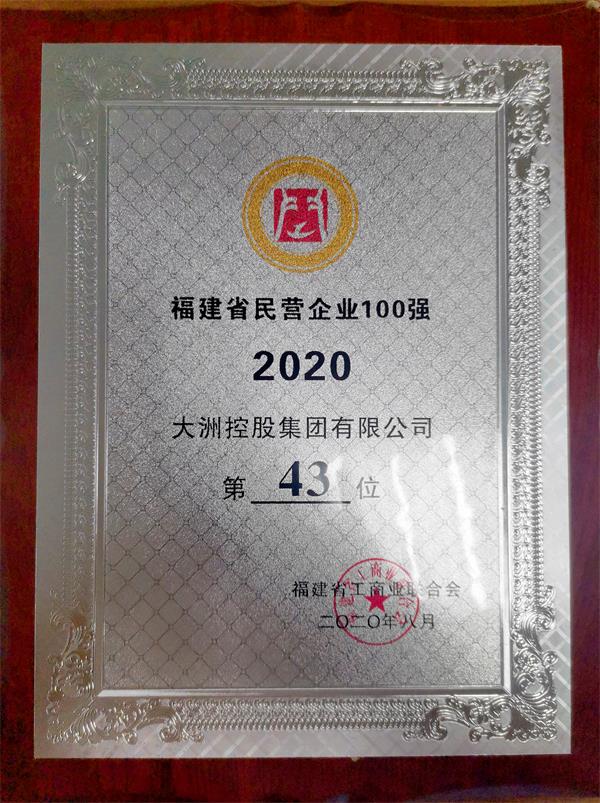 福建省民营企业100强
2020
大洲控股集团有限公司
第 43 位
福建省工商业联合会
二〇二〇年八月